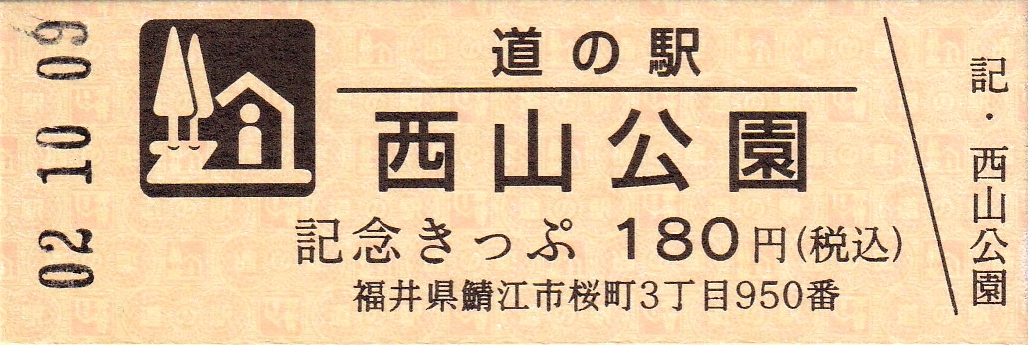 02.10.09
道の駅
西山公園
記念きっぷ 180円(税込)
福井県鯖江市桜町3丁目950番
記・西山公園